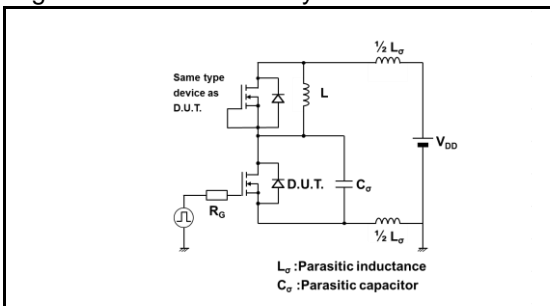 ½ Lσ
Same type
device as
D.U.T.
L
VDD
D.U.T.
Cσ
RG
½ Lσ
Lσ :Parasitic inductance
Cσ :Parasitic capacitor